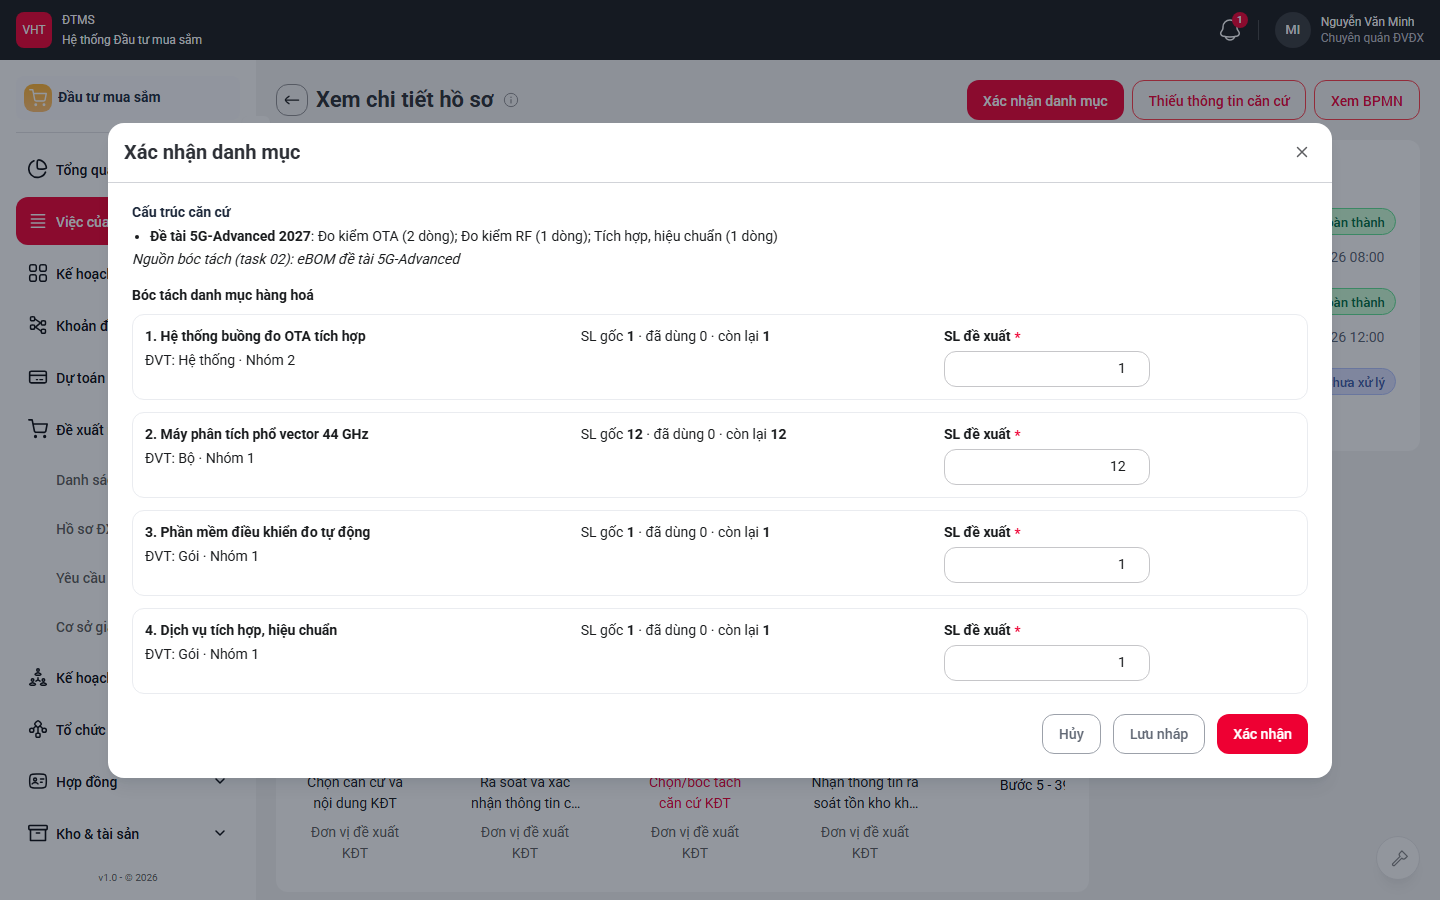 VHT
ĐTMS
Hệ thống Đầu tư mua sắm
1
MI
Nguyễn Văn Minh
Chuyên quản ĐVĐX
Đầu tư mua sắm
Xem chi tiết hồ sơ
Xác nhận danh mục
Thiếu thông tin căn cứ
Xem BPMN
Tổng qu
Việc của
Kế hoạc
Khoản đ
Dự toán
Đề xuất
Danh sá
Hồ sơ Đ
Yêu cầu
Cơ sở gi
Kế hoạc
Tổ chức
Hợp đồng
Kho & tài sản
v1.0 - © 2026
Xác nhận danh mục
Cấu trúc căn cứ
• Đề tài 5G-Advanced 2027: Đo kiểm OTA (2 dòng); Đo kiểm RF (1 dòng); Tích hợp, hiệu chuẩn (1 dòng)
Nguồn bóc tách (task 02): eBOM đề tài 5G-Advanced
Bóc tách danh mục hàng hoá
1. Hệ thống buồng đo OTA tích hợp
ĐVT: Hệ thống · Nhóm 2
SL gốc 1 · đã dùng 0 · còn lại 1
SL đề xuất *
1
2. Máy phân tích phổ vector 44 GHz
ĐVT: Bộ · Nhóm 1
SL gốc 12 · đã dùng 0 · còn lại 12
SL đề xuất *
12
3. Phần mềm điều khiển đo tự động
ĐVT: Gói · Nhóm 1
SL gốc 1 · đã dùng 0 · còn lại 1
SL đề xuất *
1
4. Dịch vụ tích hợp, hiệu chuẩn
ĐVT: Gói · Nhóm 1
SL gốc 1 · đã dùng 0 · còn lại 1
SL đề xuất *
1
Hủy
Lưu nháp
Xác nhận
àn thành
26 08:00
àn thành
26 12:00
hưa xử lý
Chọn căn cứ và
nội dung KĐT
Đơn vị đề xuất
KĐT
Rà soát và xác
nhận thông tin c...
Đơn vị đề xuất
KĐT
Chọn/bóc tách
căn cứ KĐT
Đơn vị đề xuất
KĐT
Nhận thông tin rà
soát tồn kho kh...
Đơn vị đề xuất
KĐT
Bước 5 - 39